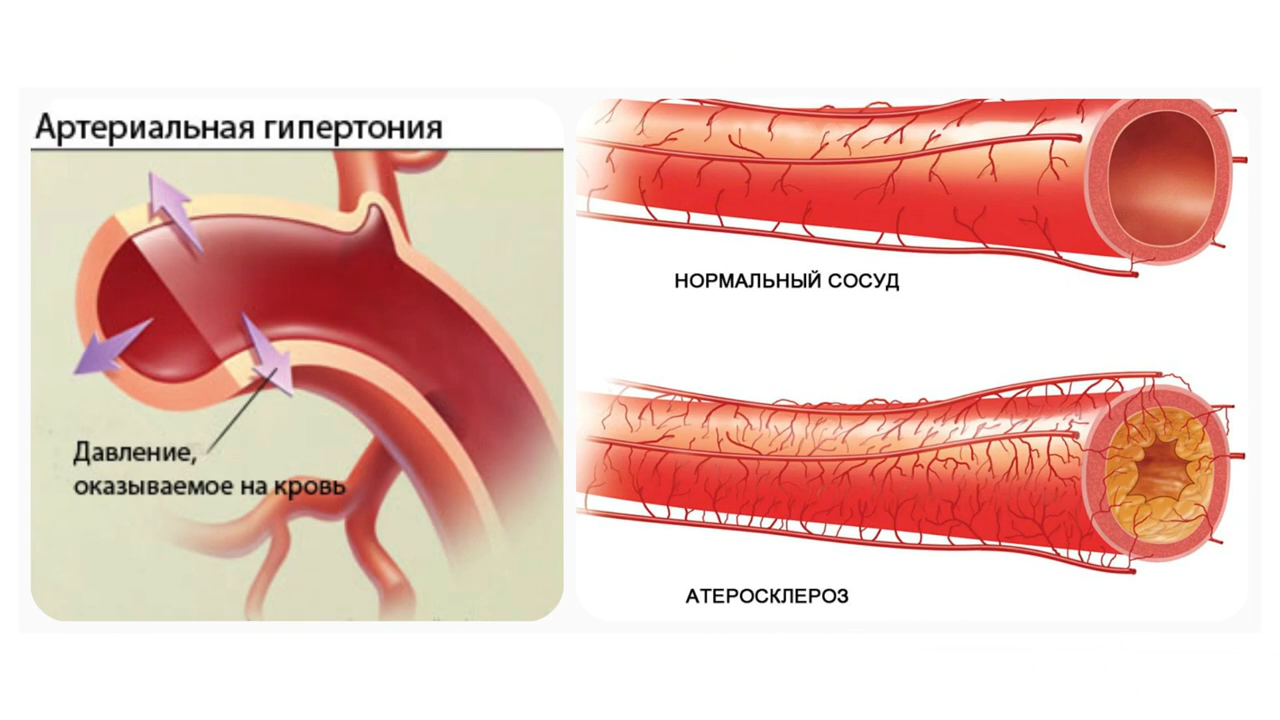 Артериальная гипертония
Давление,
оказываемое на кровь
НОРМАЛЬНЫЙ СОСУД
АТЕРОСКЛЕРОЗ